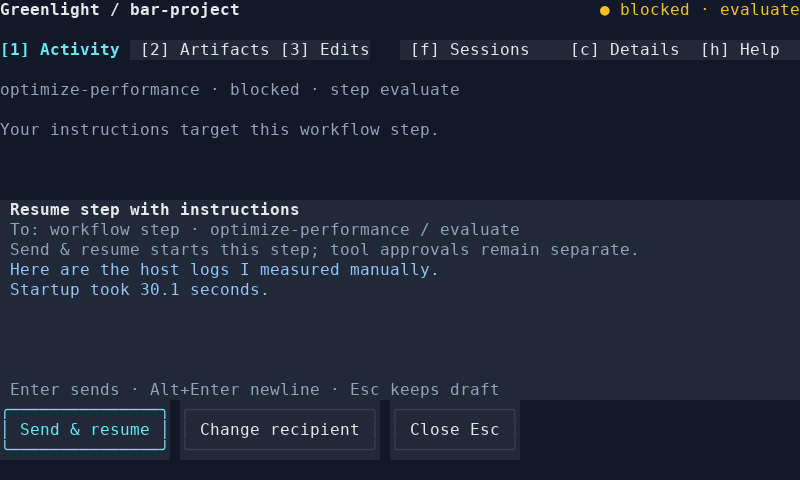 Greenlight / bar-project ● blocked · evaluate
[1] Activity [2] Artifacts [3] Edits [f] Sessions [c] Details [h] Help
optimize-performance · blocked · step evaluate
Your instructions target this workflow step.
Resume step with instructions
To: workflow step · optimize-performance / evaluate
Send & resume starts this step; tool approvals remain separate.
Here are the host logs I measured manually.
Startup took 30.1 seconds.
Enter sends · Alt+Enter newline · Esc keeps draft
Send & resume Change recipient Close Esc